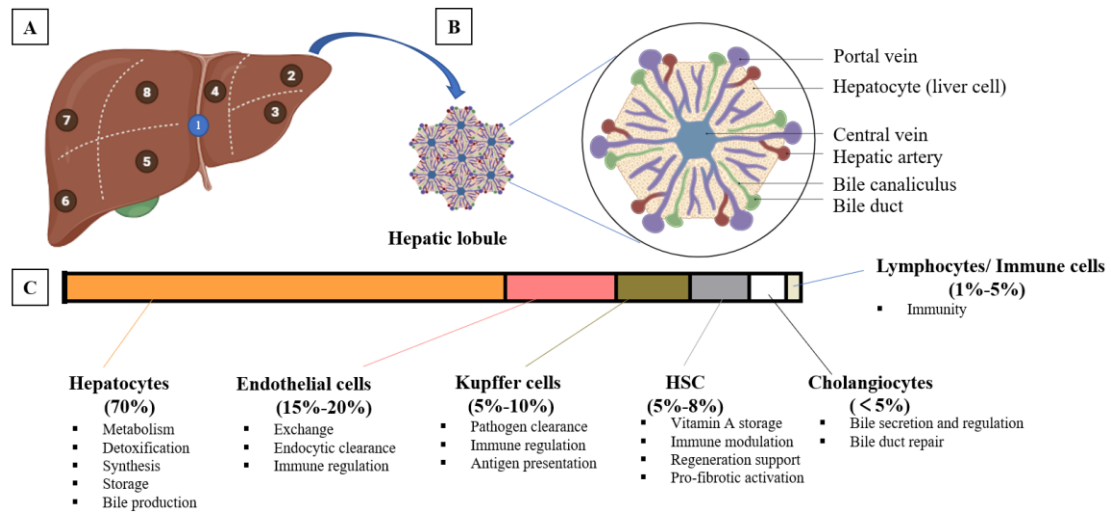 A
B
2
8
4
3
7
1
5
6
Portal vein
Hepatocyte (liver cell)
Central vein
Hepatic artery
Bile canaliculus
Bile duct
Hepatic lobule
C
Lymphocytes/ Immune cells
(1%-5%)
▪ Immunity
Hepatocytes
(70%)
▪ Metabolism
▪ Detoxification
▪ Synthesis
▪ Storage
▪ Bile production
Endothelial cells
(15%-20%)
▪ Exchange
▪ Endocytic clearance
▪ Immune regulation
Kupffer cells
(5%-10%)
▪ Pathogen clearance
▪ Immune regulation
▪ Antigen presentation
HSC
(5%-8%)
▪ Vitamin A storage
▪ Immune modulation
▪ Regeneration support
▪ Pro-fibrotic activation
Cholangiocytes
(<5%)
▪ Bile secretion and regulation
▪ Bile duct repair